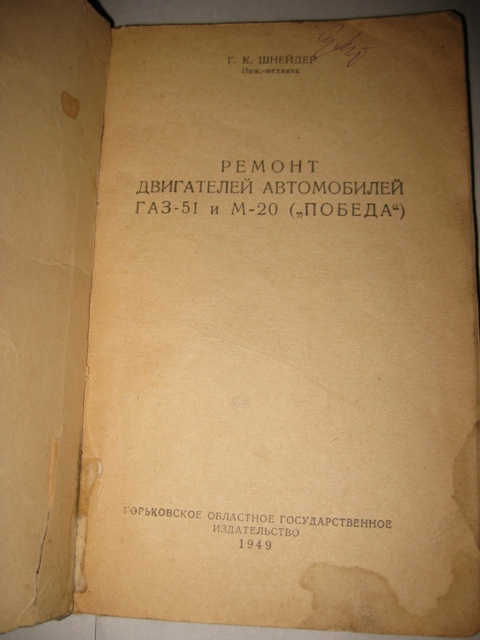 Г. К. ШНЕЙДЕР
Инж.-механик
РЕМОНТ
ДВИГАТЕЛЕЙ АВТОМОБИЛЕЙ
ГАЗ-51 и М-20 („ПОБЕДА“)
ГОРЬКОВСКОЕ ОБЛАСТНОЕ ГОСУДАРСТВЕННОЕ
ИЗДАТЕЛЬСТВО
1949